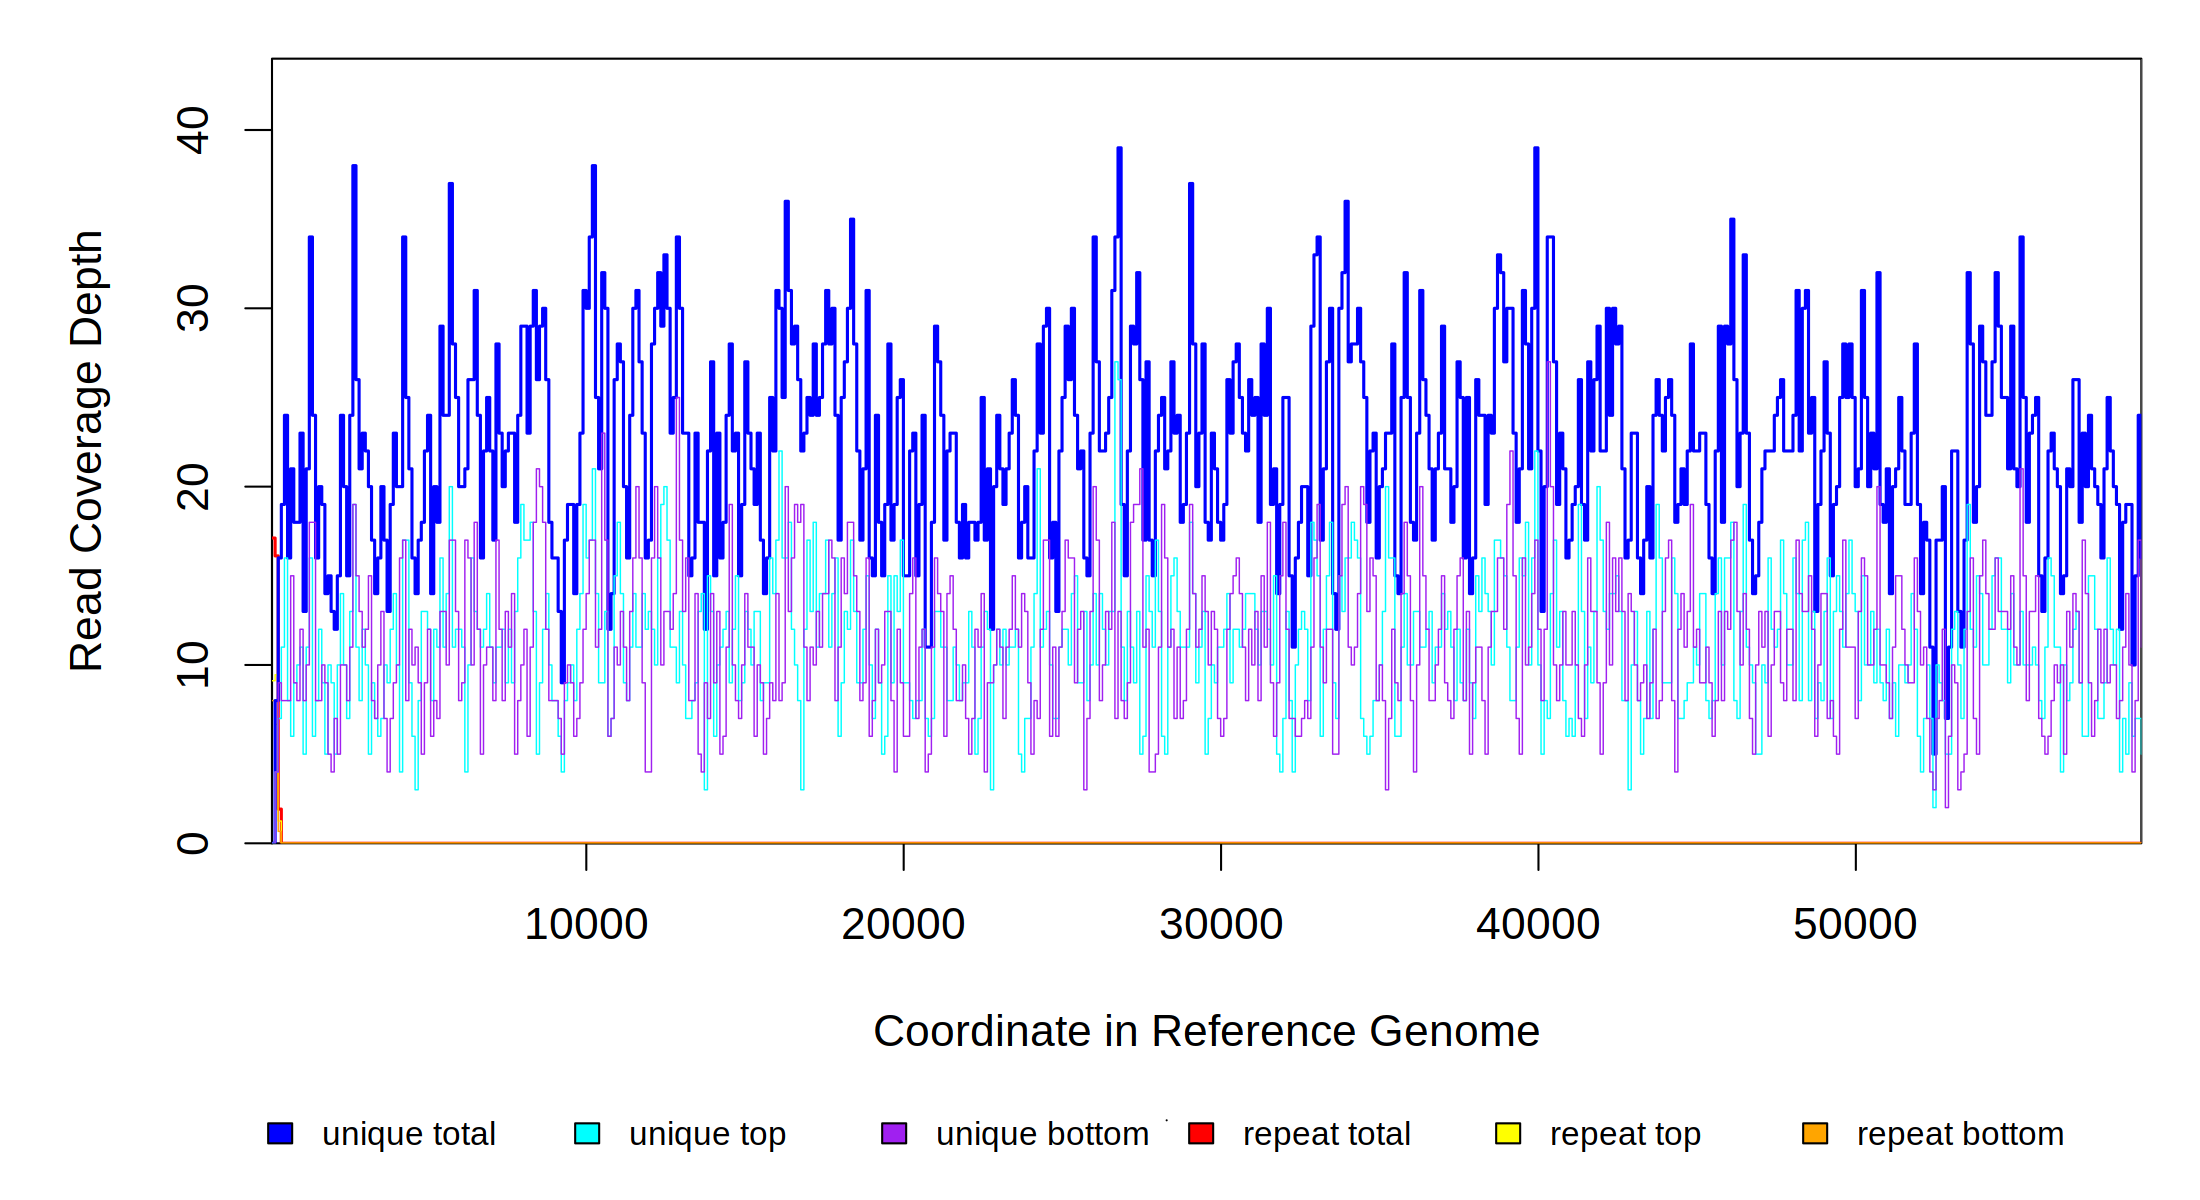 Read Coverage Depth
40
30
20
10
0
10000 20000 30000 40000 50000
Coordinate in Reference Genome
unique total unique top unique bottom repeat total repeat top repeat bottom